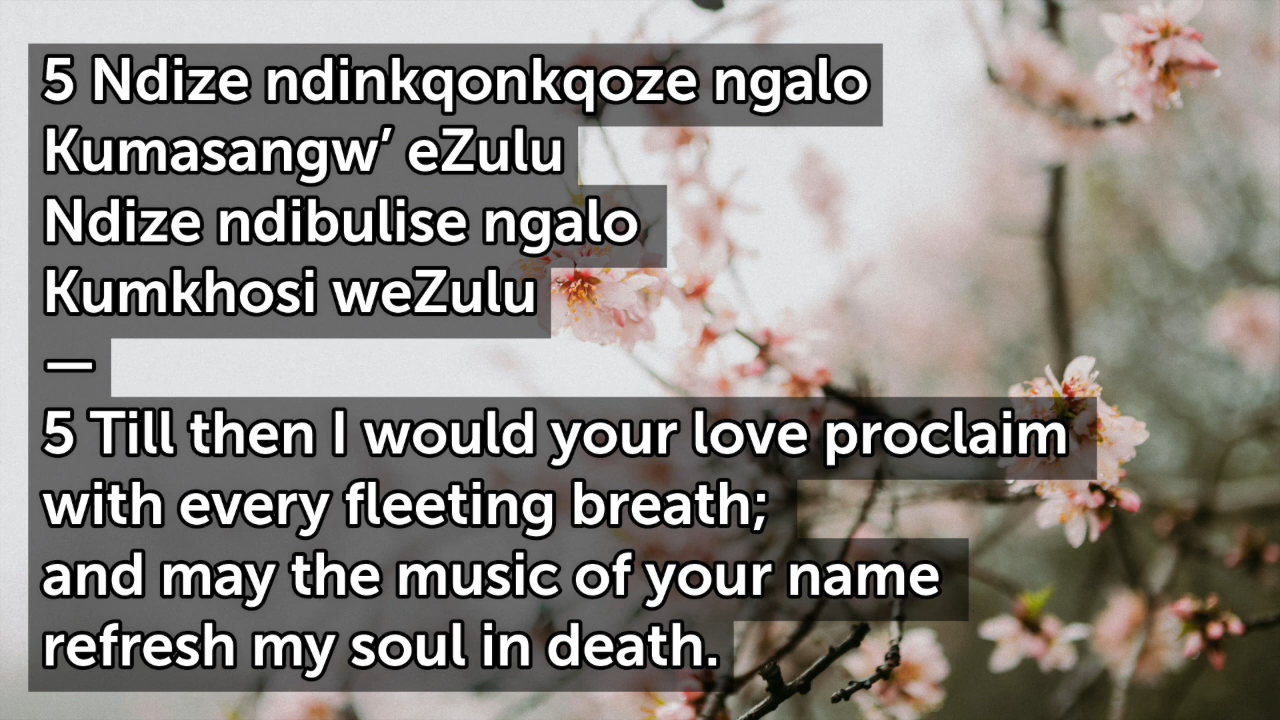 5 Ndize ndinkqonkqoze ngalo
Kumasangw’ eZulu
Ndize ndibulise ngalo
Kumkhosi weZulu
—
5 Till then I would your love proclaim
with every fleeting breath;
and may the music of your name
refresh my soul in death.